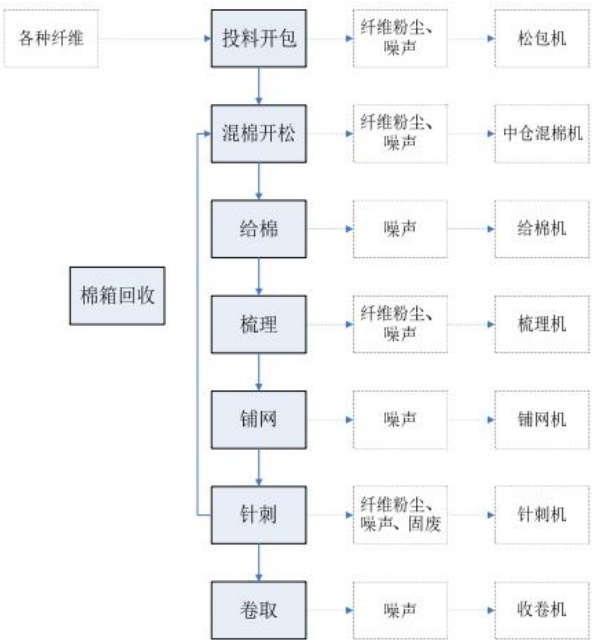 各种纤维
投料开包
纤维粉尘、
噪声
松包机
混棉开松
纤维粉尘、
噪声
中仓混棉机
给棉
噪声
给棉机
棉箱回收
梳理
纤维粉尘、
噪声
梳理机
铺网
噪声
铺网机
针刺
纤维粉尘、
噪声、固废
针刺机
卷取
噪声
收卷机